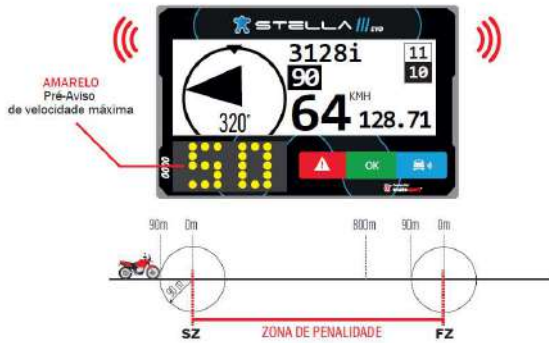 STELLA III EVO
3128i
11
10
90
64 KMH
128.71
320°
AMARELO
Pré-Aviso
de velocidade máxima
50
OK
90m 0m 800m 90m 0m
90 m
SZ ZONA DE PENALIDADE FZ